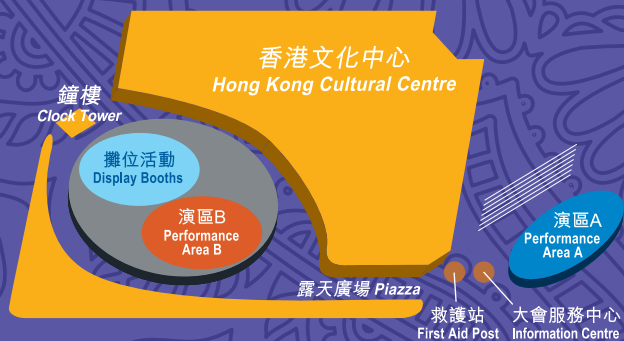 香港文化中心
Hong Kong Cultural Centre
鐘樓
Clock Tower
攤位活動
Display Booths
演區B
Performance
Area B
演區A
Performance
Area A
露天廣場 Piazza
救護站
First Aid Post
大會服務中心
Information Centre